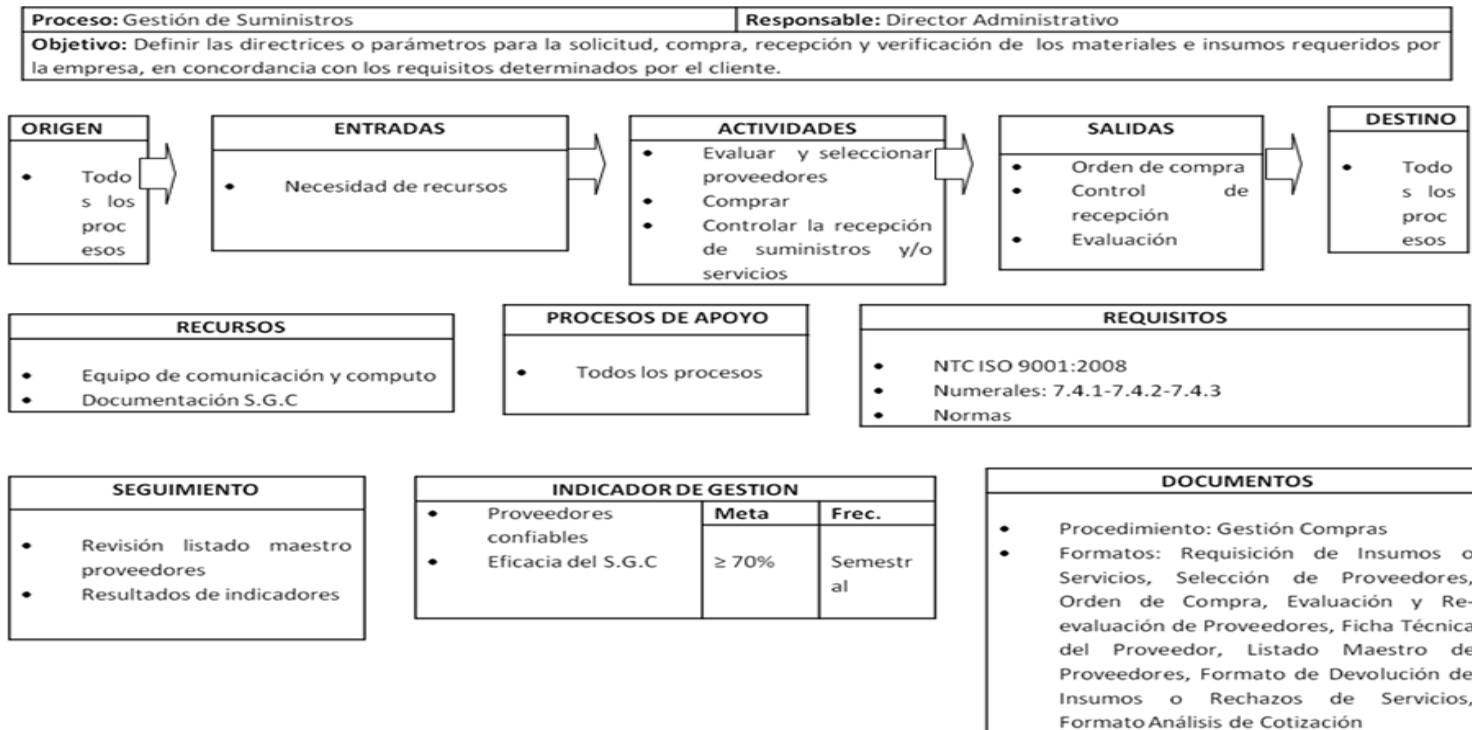 Proceso: Gestión de Suministros
Responsable: Director Administrativo
Objetivo: Definir las directrices o parámetros para la solicitud, compra, recepción y verificación de los materiales e insumos requeridos por
la empresa, en concordancia con los requisitos determinados por el cliente.
ORIGEN
• Todo
s los
proc
esos
ENTRADAS
• Necesidad de recursos
ACTIVIDADES
• Evaluar y seleccionar
proveedores
• Comprar
• Controlar la recepción
de suministros y/o
servicios
SALIDAS
• Orden de compra
• Control de
recepción
• Evaluación
DESTINO
• Todo
s los
proc
esos
RECURSOS
• Equipo de comunicación y computo
• Documentación S.G.C
PROCESOS DE APOYO
• Todos los procesos
REQUISITOS
• NTC ISO 9001:2008
• Numerales: 7.4.1-7.4.2-7.4.3
• Normas
SEGUIMIENTO
• Revisión listado maestro
proveedores
• Resultados de indicadores
INDICADOR DE GESTION
• Proveedores
confiables
• Eficacia del S.G.C
Meta
≥ 70%
Frec.
Semestr
al
DOCUMENTOS
• Procedimiento: Gestión Compras
• Formatos: Requisición de Insumos o
Servicios, Selección de Proveedores,
Orden de Compra, Evaluación y Re-
evaluación de Proveedores, Ficha Técnica
del Proveedor, Listado Maestro de
Proveedores, Formato de Devolución de
Insumos o Rechazos de Servicios,
Formato Análisis de Cotización